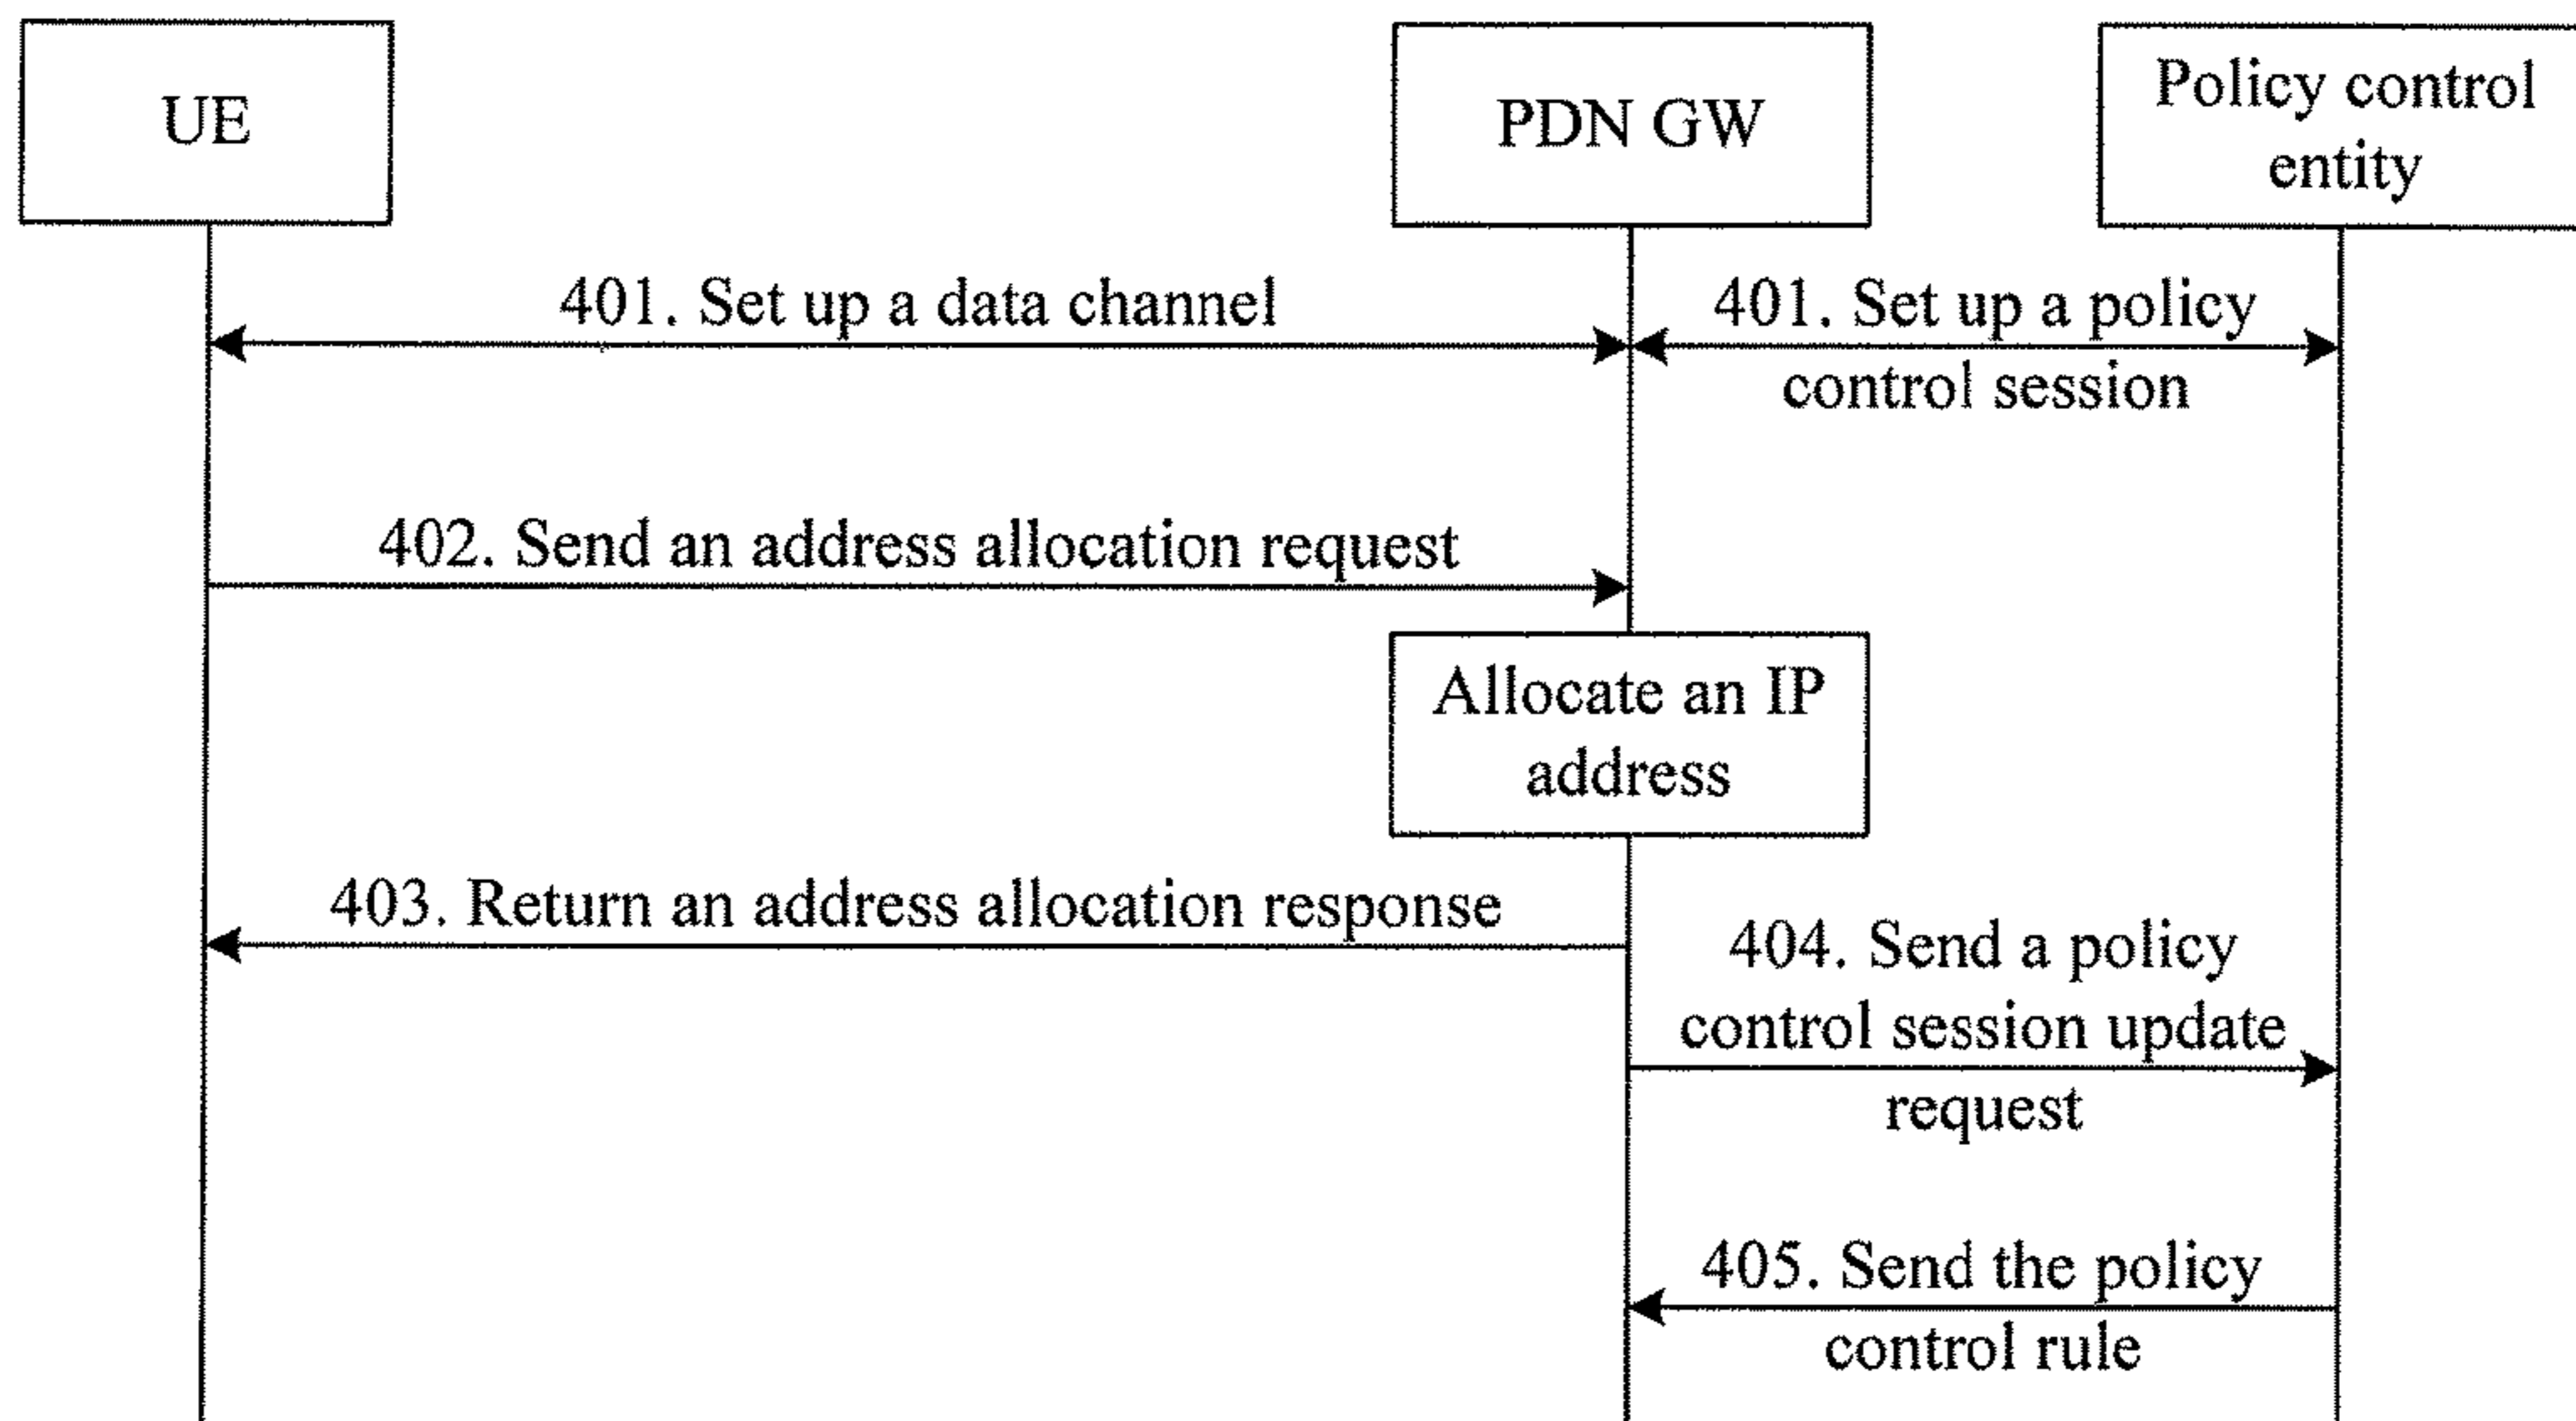 UE
PDN GW
Policy control
entity
401. Set up a data channel
401. Set up a policy
control session
402. Send an address allocation request
Allocate an IP
address
403. Return an address allocation response
404. Send a policy
control session update
request
405. Send the policy
control rule